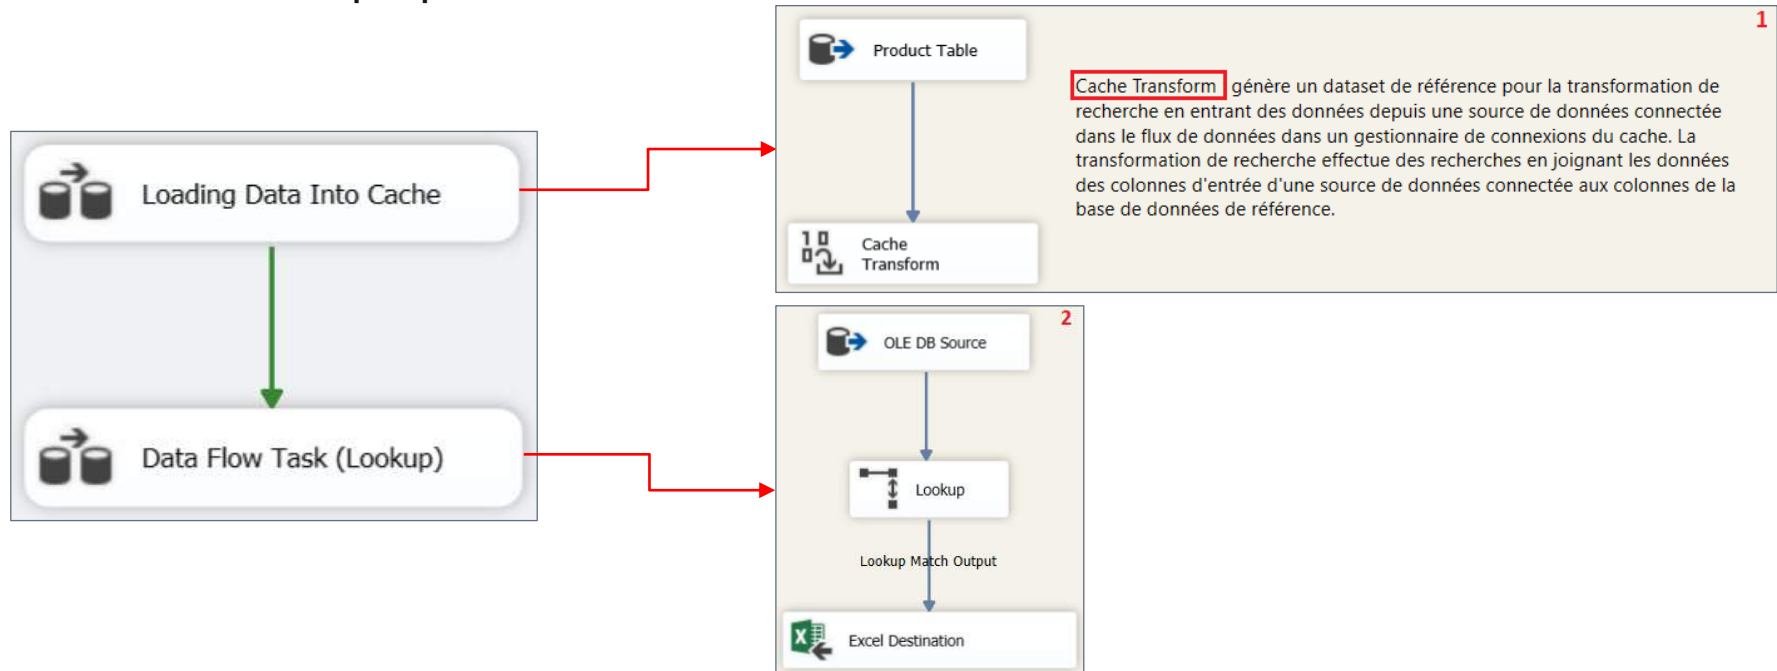 Loading Data Into Cache
Data Flow Task (Lookup)
1
Product Table
Cache
Transform
Cache Transform génère un dataset de référence pour la transformation de
recherche en entrant des données depuis une source de données connectée
dans le flux de données dans un gestionnaire de connexions du cache. La
transformation de recherche effectue des recherches en joignant les données
des colonnes d'entrée d'une source de données connectée aux colonnes de la
base de données de référence.
2
OLE DB Source
Lookup
Lookup Match Output
Excel Destination